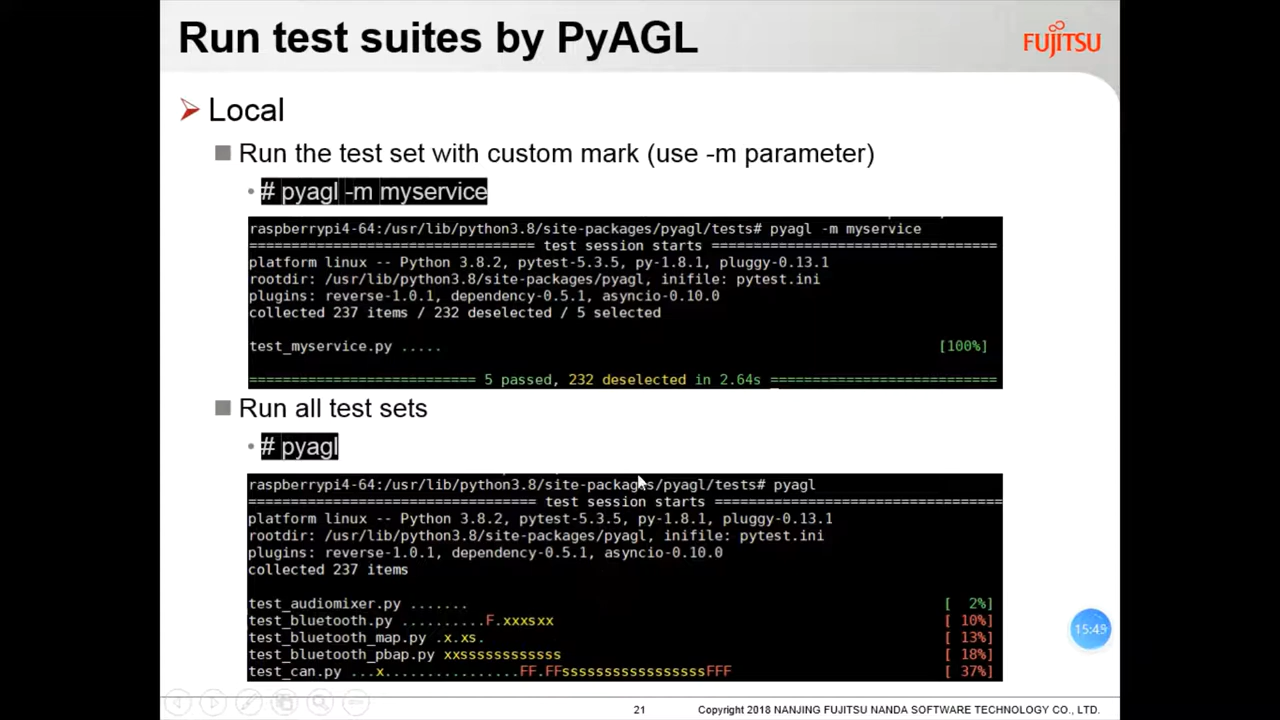 Run test suites by PyAGL
FUJITSU
Local
Run the test set with custom mark (use -m parameter)
# pyagl -m myservice
raspberrypi4-64:/usr/lib/python3.8/site-packages/pyagl/tests# pyagl -m myservice
================================== test session starts ==================================
platform linux -- Python 3.8.2, pytest-5.3.5, py-1.8.1, pluggy-0.13.1
rootdir: /usr/lib/python3.8/site-packages/pyagl, inifile: pytest.ini
plugins: reverse-1.0.1, dependency-0.5.1, asyncio-0.10.0
collected 237 items / 232 deselected / 5 selected
test_myservice.py ..... [100%]
=========================== 5 passed, 232 deselected in 2.64s ===========================
Run all test sets
# pyagl
raspberrypi4-64:/usr/lib/python3.8/site-packages/pyagl/tests# pyagl
================================== test session starts ==================================
platform linux -- Python 3.8.2, pytest-5.3.5, py-1.8.1, pluggy-0.13.1
rootdir: /usr/lib/python3.8/site-packages/pyagl, inifile: pytest.ini
plugins: reverse-1.0.1, dependency-0.5.1, asyncio-0.10.0
collected 237 items
test_audiomixer.py ....... [ 2%]
test_bluetooth.py ..........F.xxxsxx [ 10%]
test_bluetooth_map.py .x.xs. [ 13%]
test_bluetooth_pbap.py xxssssssssssss [ 18%]
test_can.py ...x................FF.FFsssssssssssssssssFFF [ 37%]
15:45
21
Copyright 2018 NANJING FUJITSU NANDA SOFTWARE TECHNOLOGY CO., LTD.